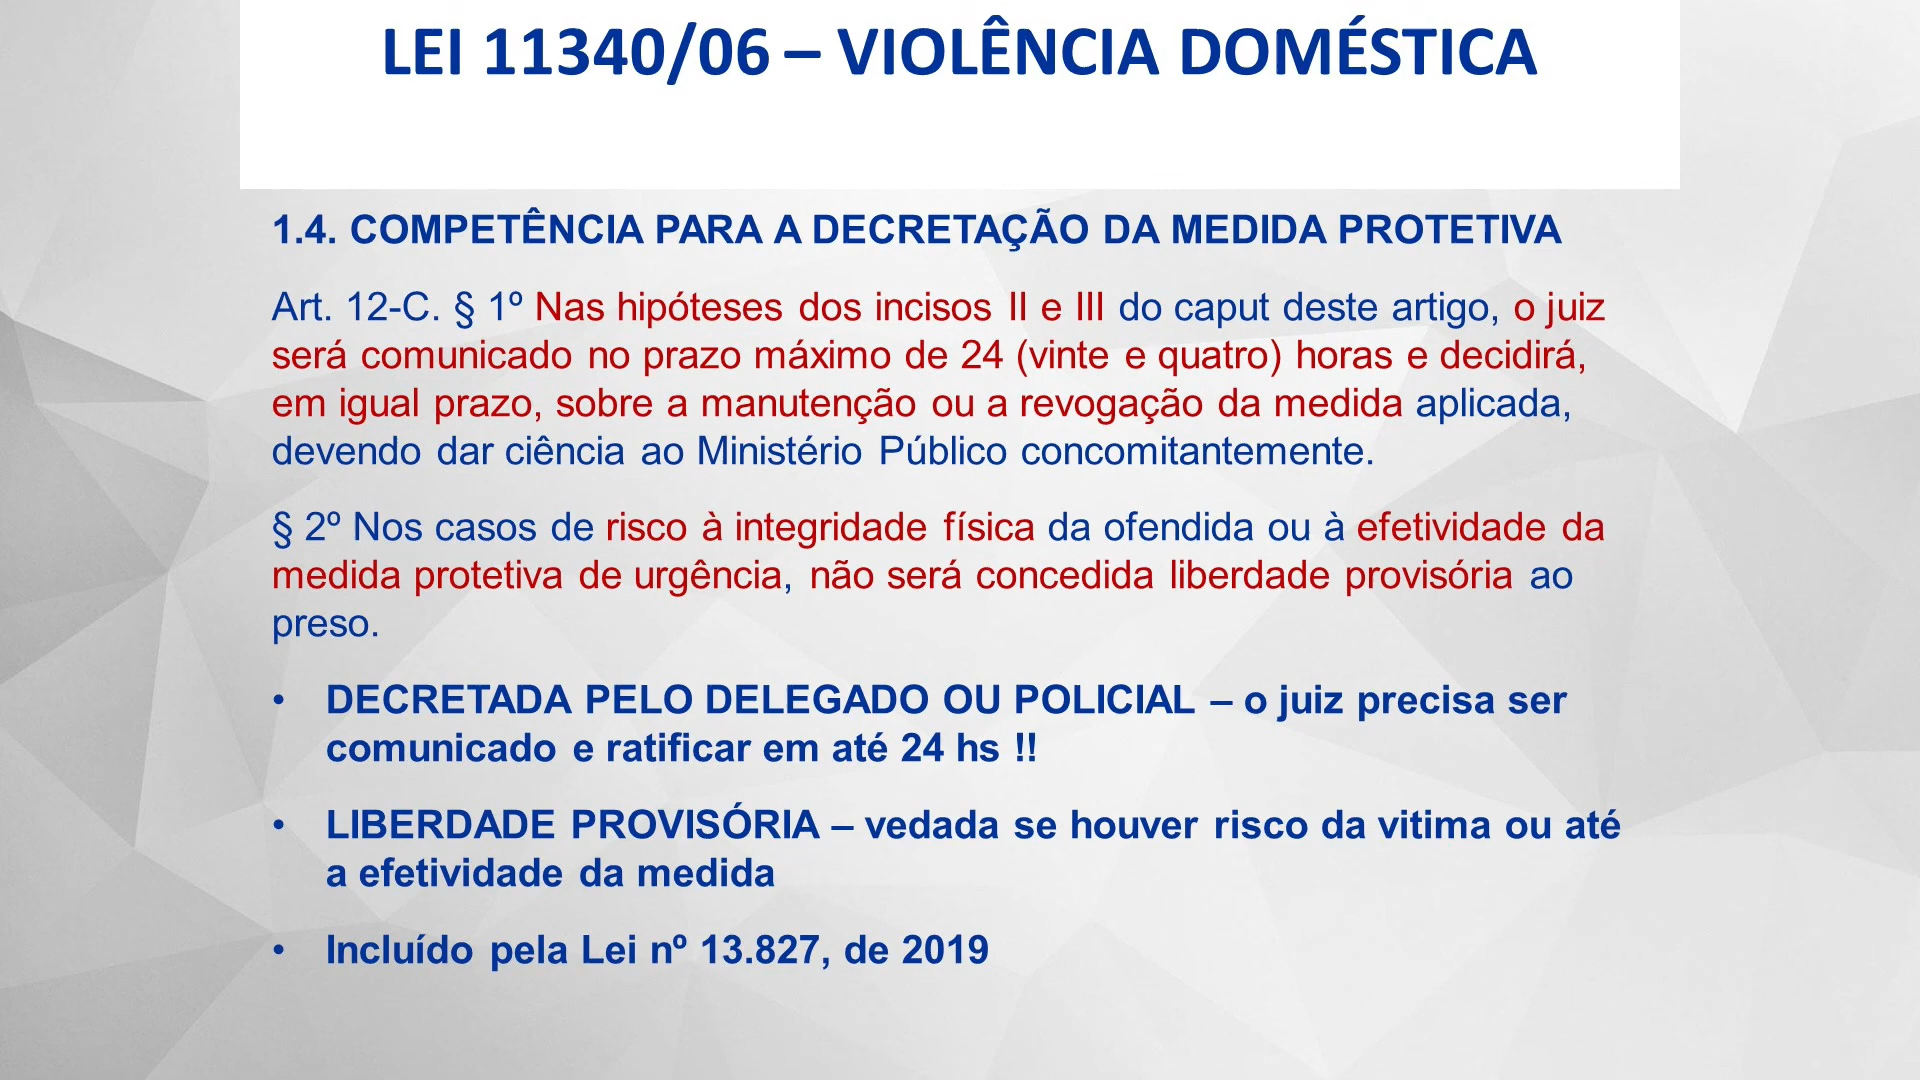 LEI 11340/06 – VIOLÊNCIA DOMÉSTICA
1.4. COMPETÊNCIA PARA A DECRETAÇÃO DA MEDIDA PROTETIVA
Art. 12-C. § 1º Nas hipóteses dos incisos II e III do caput deste artigo, o juiz
será comunicado no prazo máximo de 24 (vinte e quatro) horas e decidirá,
em igual prazo, sobre a manutenção ou a revogação da medida aplicada,
devendo dar ciência ao Ministério Público concomitantemente.
§ 2º Nos casos de risco à integridade física da ofendida ou à efetividade da
medida protetiva de urgência, não será concedida liberdade provisória ao
preso.
• DECRETADA PELO DELEGADO OU POLICIAL – o juiz precisa ser
comunicado e ratificar em até 24 hs !!
• LIBERDADE PROVISÓRIA – vedada se houver risco da vitima ou até
a efetividade da medida
• Incluído pela Lei nº 13.827, de 2019